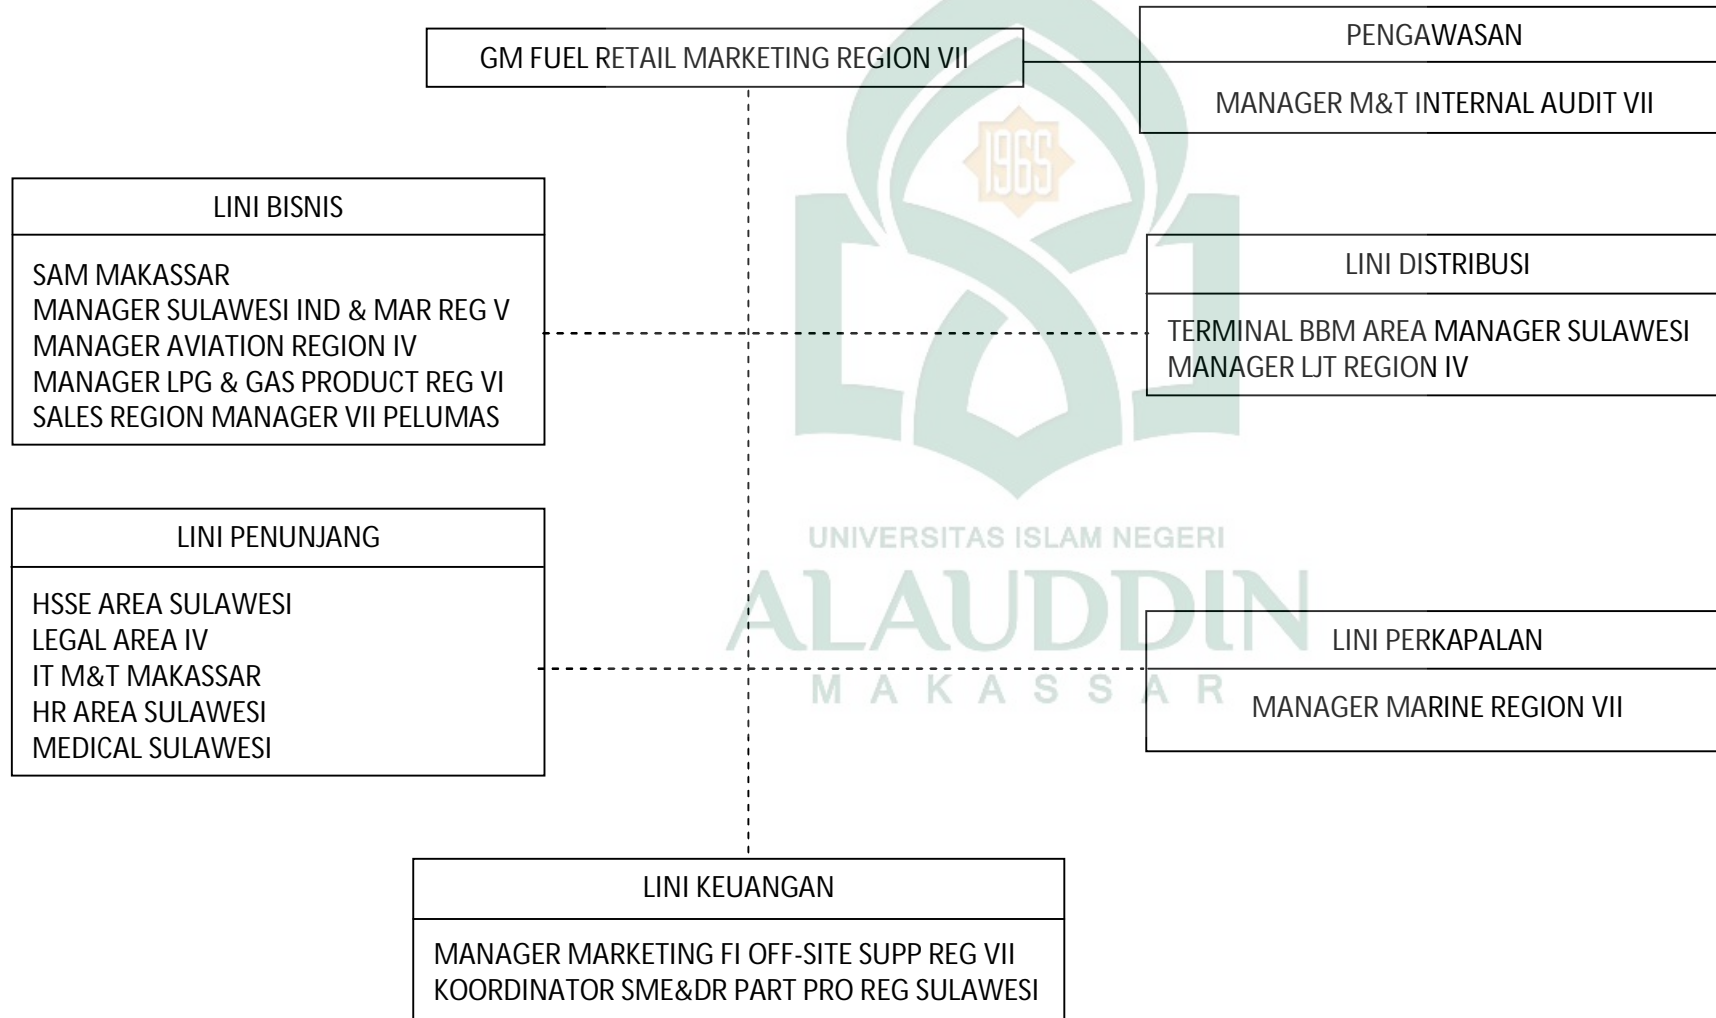 GM FUEL RETAIL MARKETING REGION VII
PENGAWASAN
MANAGER M&T INTERNAL AUDIT VII
1965
LINI BISNIS
SAM MAKASSAR
MANAGER SULAWESI IND & MAR REG V
MANAGER AVIATION REGION IV
MANAGER LPG & GAS PRODUCT REG VI
SALES REGION MANAGER VII PELUMAS
LINI DISTRIBUSI
TERMINAL BBM AREA MANAGER SULAWESI
MANAGER LJT REGION IV
LINI PENUNJANG
HSSE AREA SULAWESI
LEGAL AREA IV
IT M&T MAKASSAR
HR AREA SULAWESI
MEDICAL SULAWESI
UNIVERSITAS ISLAM NEGERI
ALAUDDIN
MAKASSAR
LINI PERKAPALAN
MANAGER MARINE REGION VII
LINI KEUANGAN
MANAGER MARKETING FI OFF-SITE SUPP REG VII
KOORDINATOR SME&DR PART PRO REG SULAWESI